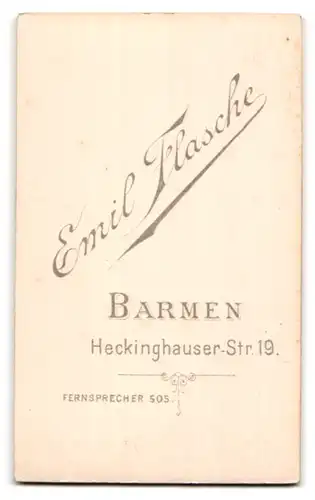 Emil Flasche
BARMEN
Heckinghauser-Str. 19.
FERNSPRECHER 505.